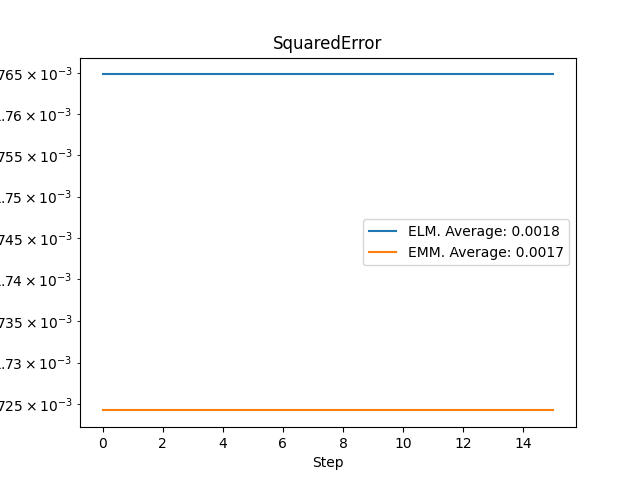 SquaredError
765 × 10⁻³
.76 × 10⁻³
755 × 10⁻³
.75 × 10⁻³
745 × 10⁻³
.74 × 10⁻³
735 × 10⁻³
.73 × 10⁻³
725 × 10⁻³
ELM. Average: 0.0018
EMM. Average: 0.0017
0 2 4 6 8 10 12 14
Step